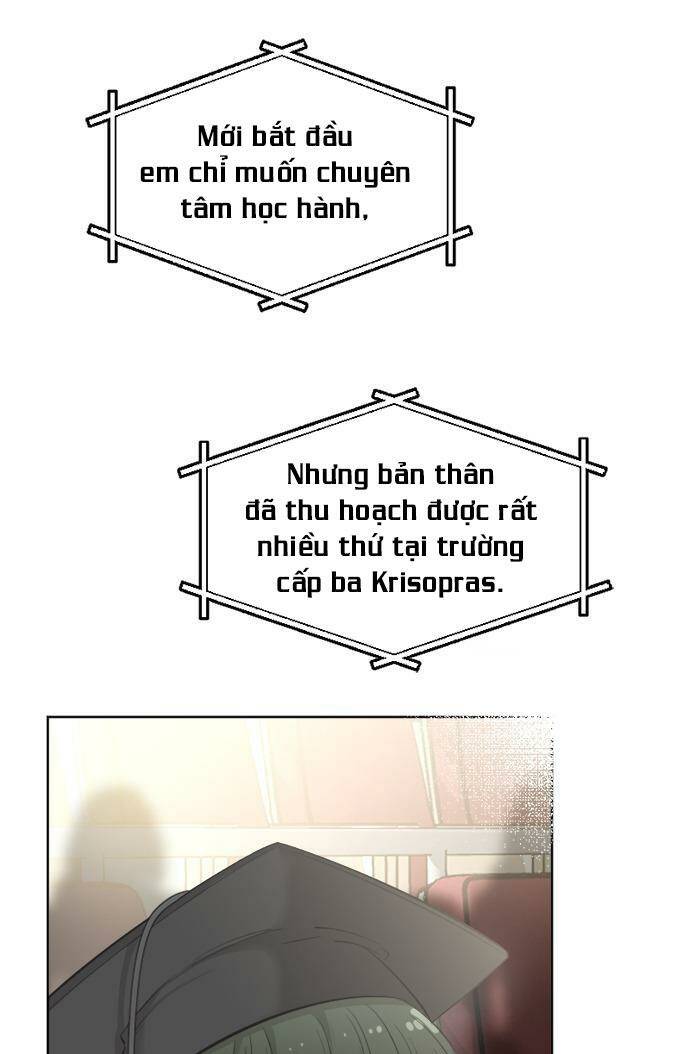 Mới bắt đầu
em chỉ muốn chuyên
tâm học hành,
Nhưng bản thân
đã thu hoạch được rất
nhiều thứ tại trường
cấp ba Krisopras.